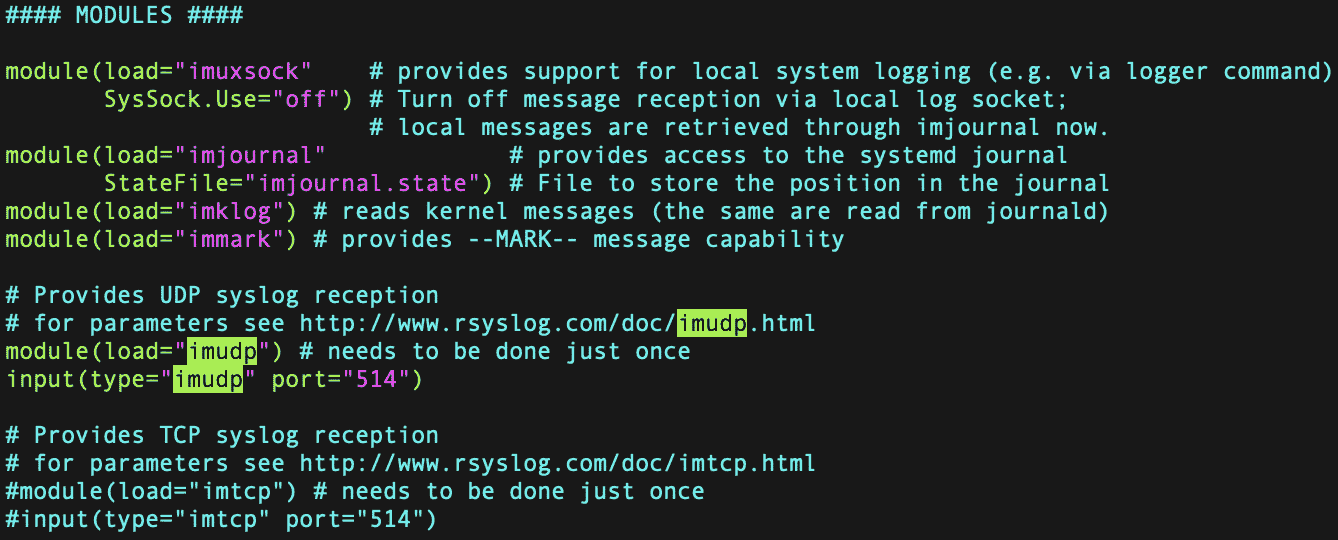 #### MODULES ####
module(load="imuxsock"    # provides support for local system logging (e.g. via logger command)
       SysSock.Use="off") # Turn off message reception via local log socket;
                          # local messages are retrieved through imjournal now.
module(load="imjournal"             # provides access to the systemd journal
       StateFile="imjournal.state") # File to store the position in the journal
module(load="imklog") # reads kernel messages (the same are read from journald)
module(load="immark") # provides --MARK-- message capability
# Provides UDP syslog reception
# for parameters see http://www.rsyslog.com/doc/imudp.html
module(load="imudp") # needs to be done just once
input(type="imudp" port="514")
# Provides TCP syslog reception
# for parameters see http://www.rsyslog.com/doc/imtcp.html
#module(load="imtcp") # needs to be done just once
#input(type="imtcp" port="514")